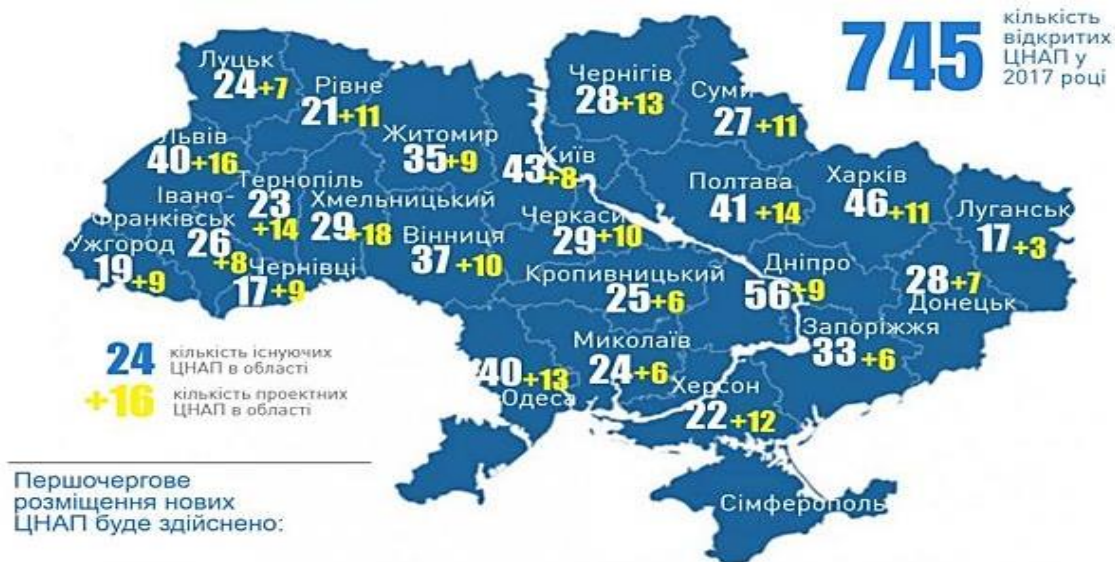 745
кількість
відкритих
ЦНАП у
2017 році
Луцьк
24+7
Рівне
21+11
Чернігів
28+13
Суми
27+11
Львів
40+16
Житомир
35+9
Київ
43+8
Полтава
41+14
Харків
46+11
Луганськ
17+3
Тернопіль
23+14
Хмельницький
29+18
Івано-
Франківськ
26+8
Вінниця
37+10
Черкаси
29+10
Ужгород
19+9
Чернівці
17+9
Кропивницький
25+6
Дніпро
56+9
28+7
Донецьк
Запоріжжя
33+6
Миколаїв
24+6
40+13
Одеса
Херсон
22+12
Сімферополь
24 кількість існуючих
ЦНАП в області
+16 кількість проектних
ЦНАП в області
Першочергове
розміщення нових
ЦНАП буде здійснено: